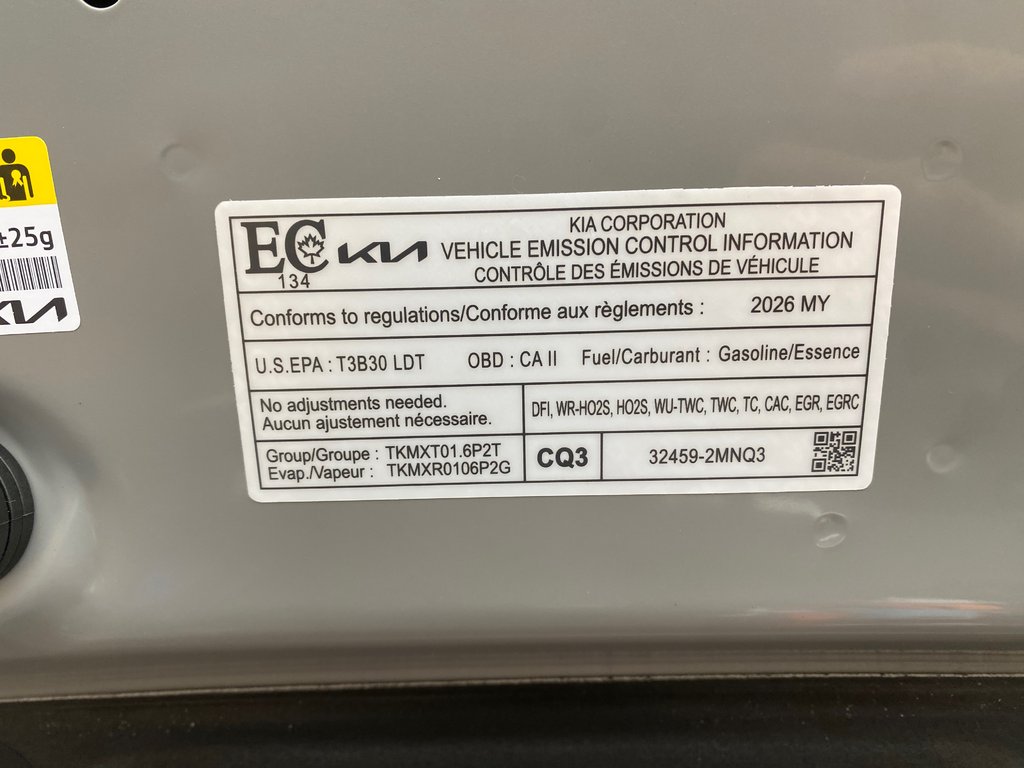 ±25g
KIA
EC
134
KIA
KIA CORPORATION
VEHICLE EMISSION CONTROL INFORMATION
CONTRÔLE DES ÉMISSIONS DE VÉHICULE
Conforms to regulations/Conforme aux règlements : 2026 MY
U.S.EPA : T3B30 LDT OBD : CA II Fuel/Carburant : Gasoline/Essence
No adjustments needed.
Aucun ajustement nécessaire.
DFI, WR-HO2S, HO2S, WU-TWC, TWC, TC, CAC, EGR, EGRC
Group/Groupe : TKMXT01.6P2T
Evap./Vapeur : TKMXR0106P2G
CQ3
32459-2MNQ3